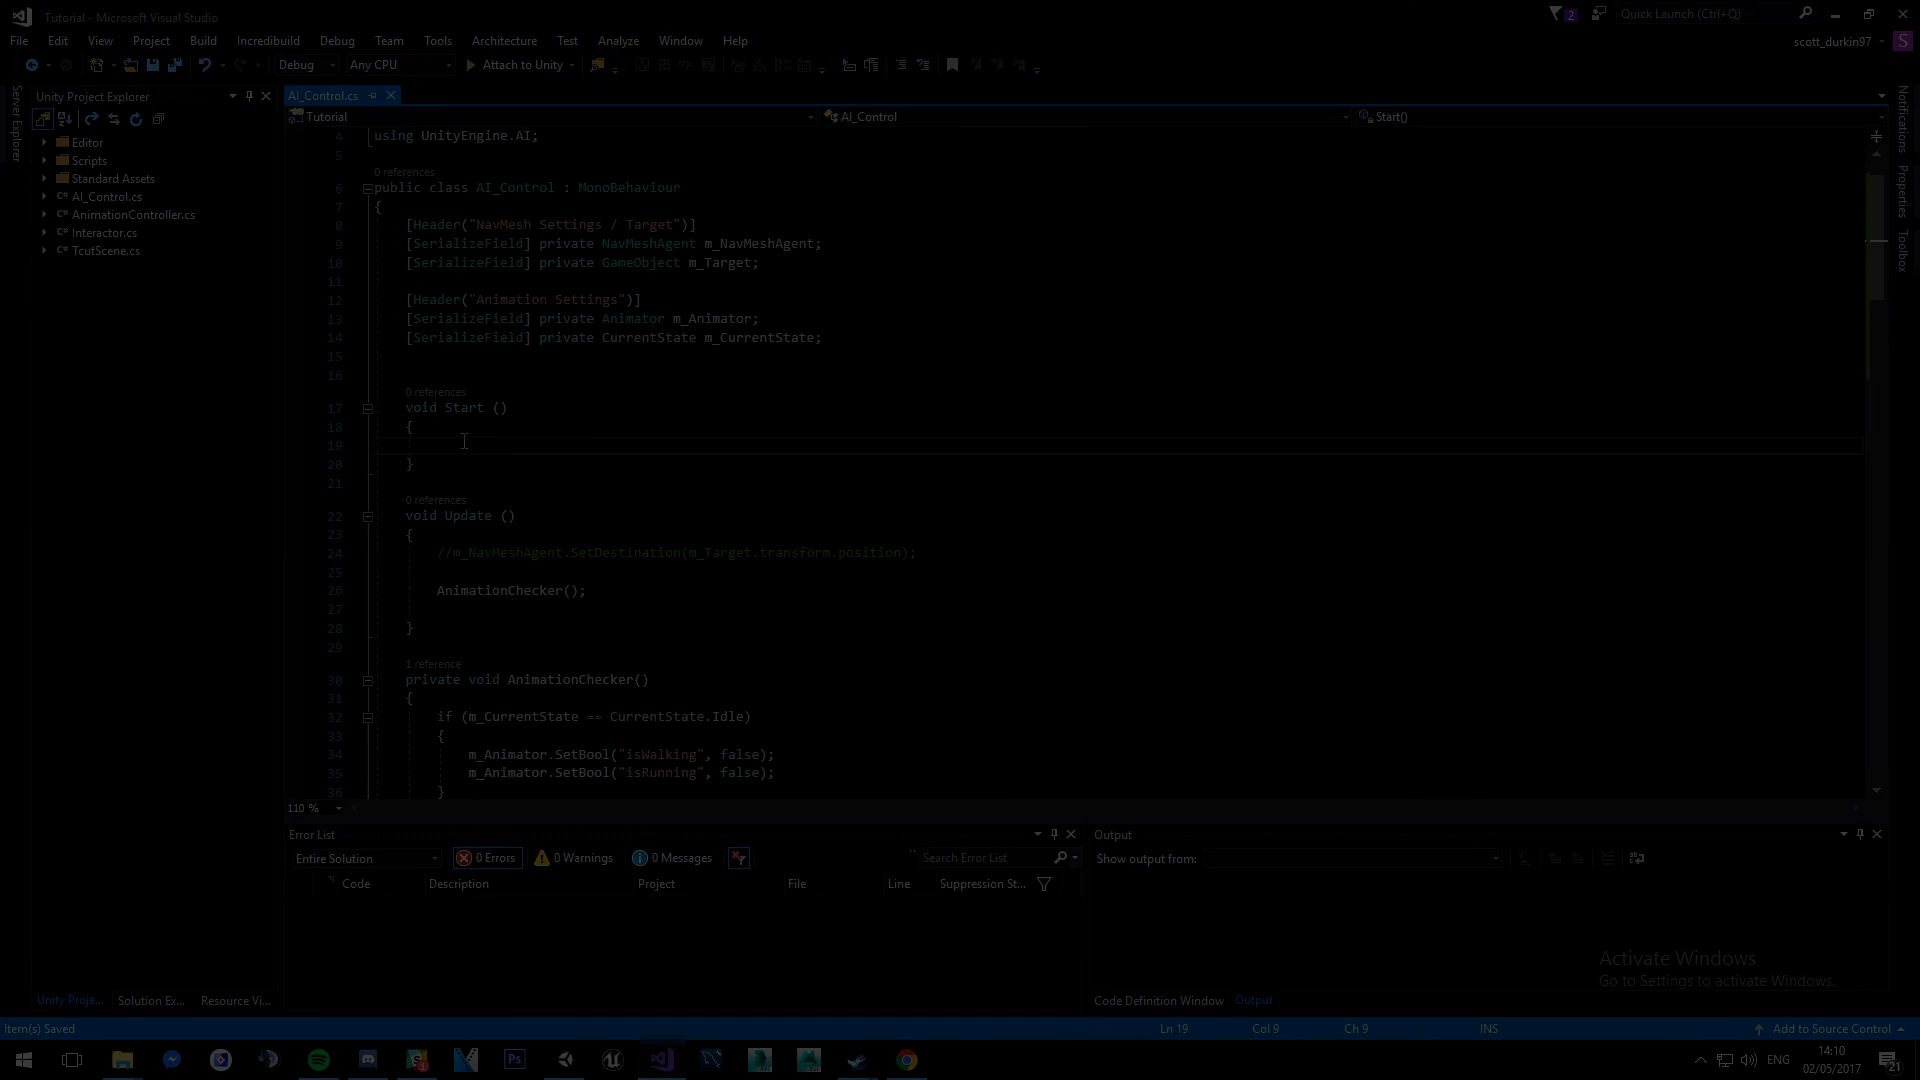 Tutorial - Microsoft Visual Studio
2
Quick Launch (Ctrl+Q)
File Edit View Project Build Incredibuild Debug Team Tools Architecture Test Analyze Window Help
scott_durkin97
S
Debug Any CPU Attach to Unity
Server Explorer
Unity Project Explorer
Editor
Scripts
Standard Assets
AI_Control.cs
AnimationController.cs
Interactor.cs
TcutScene.cs
AI_Control.cs
Tutorial AI_Control Start()
4 using UnityEngine.AI;
5
0 references
6 public class AI_Control : MonoBehaviour
7 {
8 [Header("NavMesh Settings / Target")]
9 [SerializeField] private NavMeshAgent m_NavMeshAgent;
10 [SerializeField] private GameObject m_Target;
11
12 [Header("Animation Settings")]
13 [SerializeField] private Animator m_Animator;
14 [SerializeField] private CurrentState m_CurrentState;
15
16
0 references
17 void Start ()
18 {
19
20 }
21
0 references
22 void Update ()
23 {
24 //m_NavMeshAgent.SetDestination(m_Target.transform.position);
25
26 AnimationChecker();
27
28 }
29
1 reference
30 private void AnimationChecker()
31 {
32 if (m_CurrentState == CurrentState.Idle)
33 {
34 m_Animator.SetBool("isWalking", false);
35 m_Animator.SetBool("isRunning", false);
36 }
110 %
Notifications
Properties
Toolbox
Error List
Entire Solution 0 Errors 0 Warnings 0 Messages Search Error List
Code Description Project File Line Suppression St...
Output
Show output from:
Activate Windows
Go to Settings to activate Windows.
Unity Proje... Solution Ex... Resource Vi...
Code Definition Window Output
Item(s) Saved Ln 19 Col 9 Ch 9 INS Add to Source Control
Ps
1
ENG
14:10
02/05/2017
21